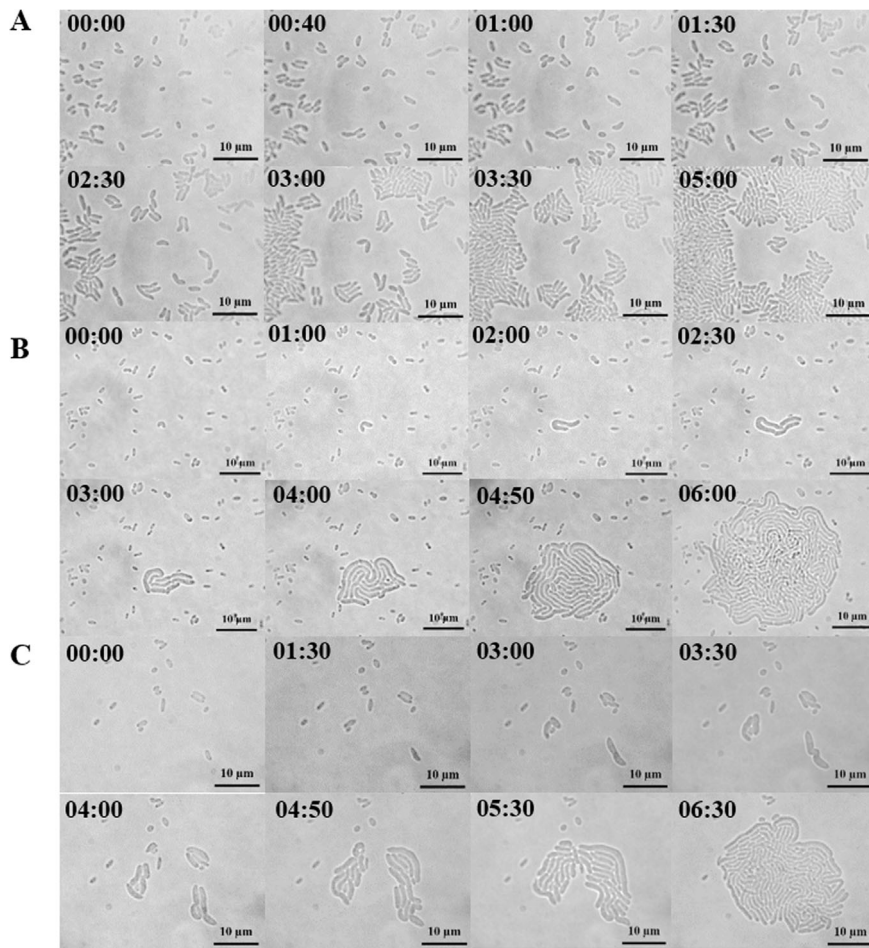 A
00:00 00:40 01:00 01:30
10 µm 10 µm 10 µm 10 µm
02:30 03:00 03:30 05:00
10 µm 10 µm 10 µm 10 µm
B
00:00 01:00 02:00 02:30
10 µm 10 µm 10 µm 10 µm
03:00 04:00 04:50 06:00
10 µm 10 µm 10 µm 10 µm
C
00:00 01:30 03:00 03:30
10 µm 10 µm 10 µm 10 µm
04:00 04:50 05:30 06:30
10 µm 10 µm 10 µm 10 µm